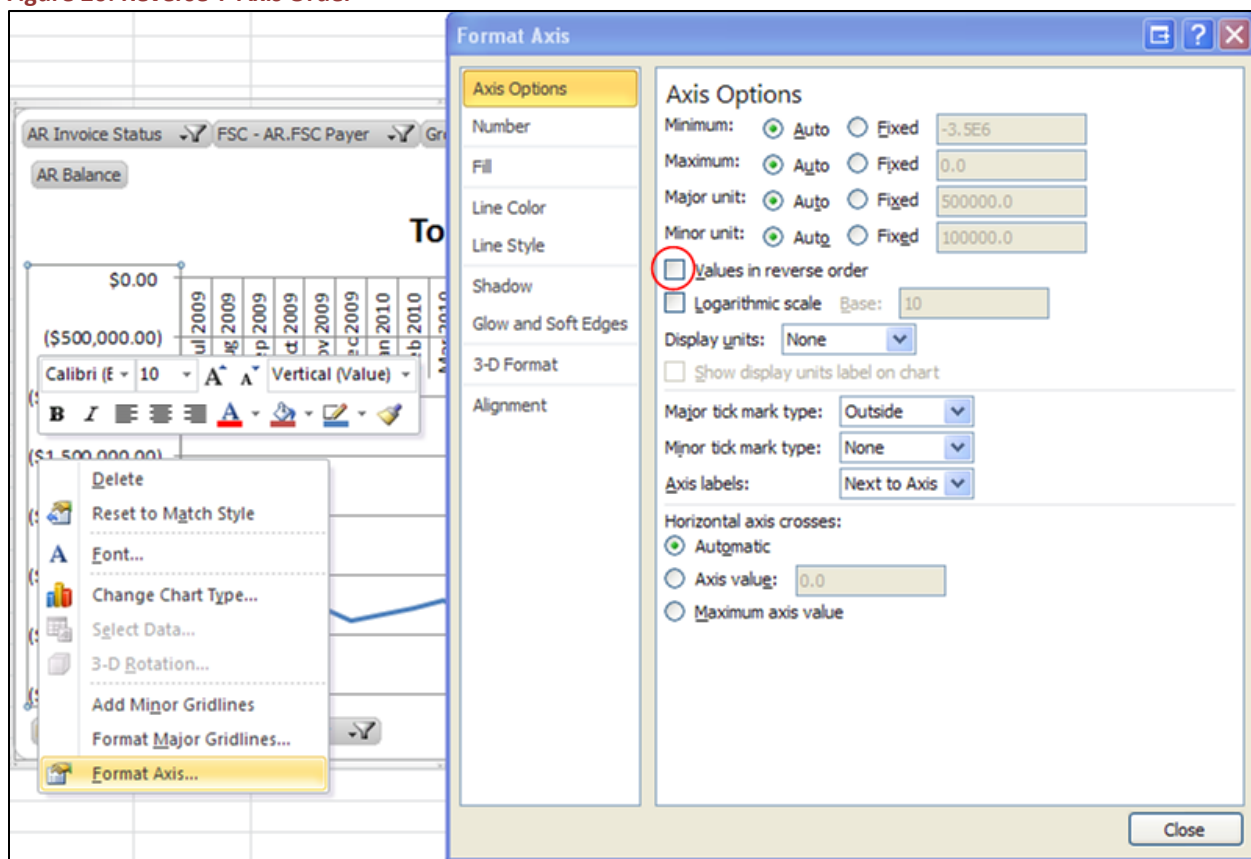 AR Invoice Status FSC - AR.FSC Payer
AR Balance
To
$0.00
($500,000.00)
2009 2009 2009 2009 2009 2009 2010 2010
Calibri (E 10 A A Vertical (Value)
B I A
($1,500,000.00)
Delete
Reset to Match Style
A Font...
Change Chart Type...
Select Data...
3-D Rotation...
Add Minor Gridlines
Format Major Gridlines...
Format Axis...
Format Axis
Axis Options
Number
Fill
Line Color
Line Style
Shadow
Glow and Soft Edges
3-D Format
Alignment
Axis Options
Minimum: Auto Fixed -3.5E6
Maximum: Auto Fixed 0.0
Major unit: Auto Fixed 500000.0
Minor unit: Auto Fixed 100000.0
Values in reverse order
Logarithmic scale Base: 10
Display units: None
Show display units label on chart
Major tick mark type: Outside
Minor tick mark type: None
Axis labels: Next to Axis
Horizontal axis crosses:
Automatic
Axis value: 0.0
Maximum axis value
Close